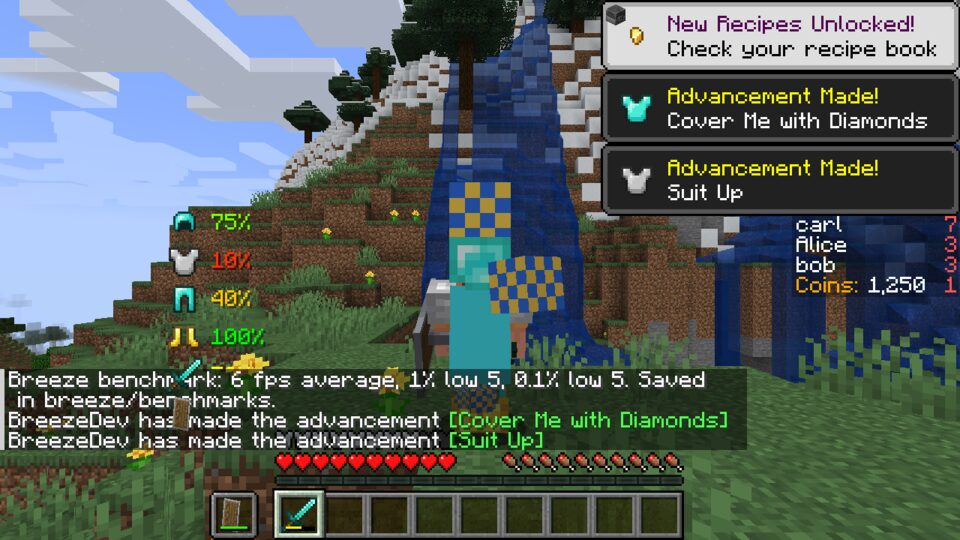 New Recipes Unlocked!
Check your recipe book
Advancement Made!
Cover Me with Diamonds
Advancement Made!
Suit Up
carl 7
Alice 3
bob 3
Coins: 1,250 1
75%
10%
40%
100%
Breeze benchmark: 6 fps average, 1% low 5, 0.1% low 5. Saved
in breeze/benchmarks.
BreezeDev has made the advancement [Cover Me with Diamonds]
BreezeDev has made the advancement [Suit Up]